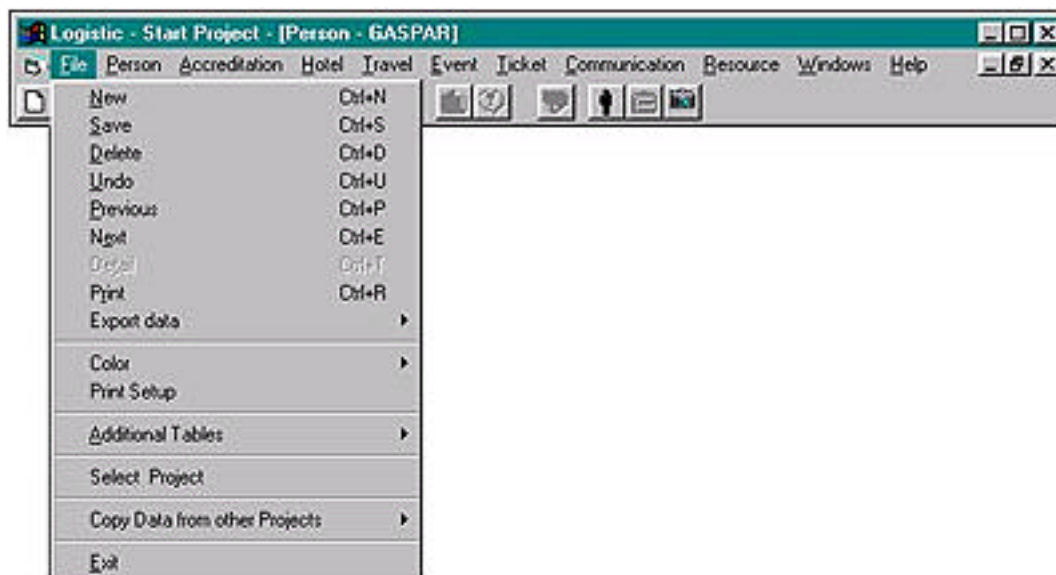 Logistic - Start Project - [Person - GASPAR]
File Person Accreditation Hotel Travel Event Ticket Communication Resource Windows Help
New Ctrl+N
Save Ctrl+S
Delete Ctrl+D
Undo Ctrl+U
Previous Ctrl+P
Next Ctrl+E
Detail Ctrl+T
Print Ctrl+R
Export data
Color
Print Setup
Additional Tables
Select Project
Copy Data from other Projects
Exit